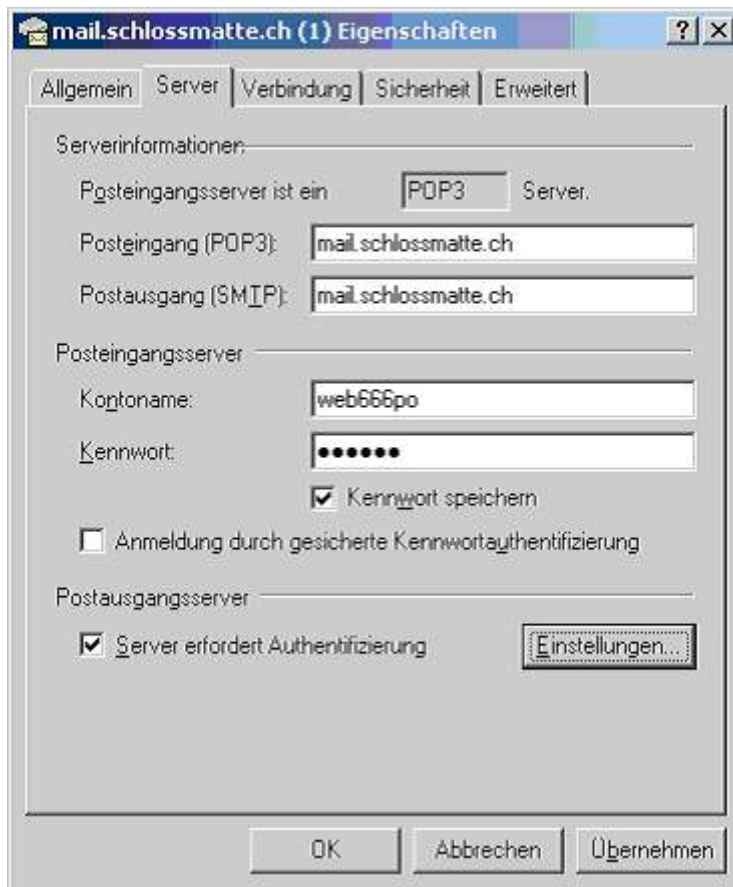 mail.schlossmatte.ch (1) Eigenschaften
Allgemein Server Verbindung Sicherheit Erweitert
Serverinformationen
Posteingangsserver ist ein POP3 Server.
Posteingang (POP3): mail.schlossmatte.ch
Postausgang (SMTP): mail.schlossmatte.ch
Posteingangsserver
Kontoname: web666po
Kennwort: ●●●●●●
Kennwort speichern
Anmeldung durch gesicherte Kennwortauthentifizierung
Postausgangsserver
Server erfordert Authentifizierung Einstellungen...
OK Abbrechen Übernehmen